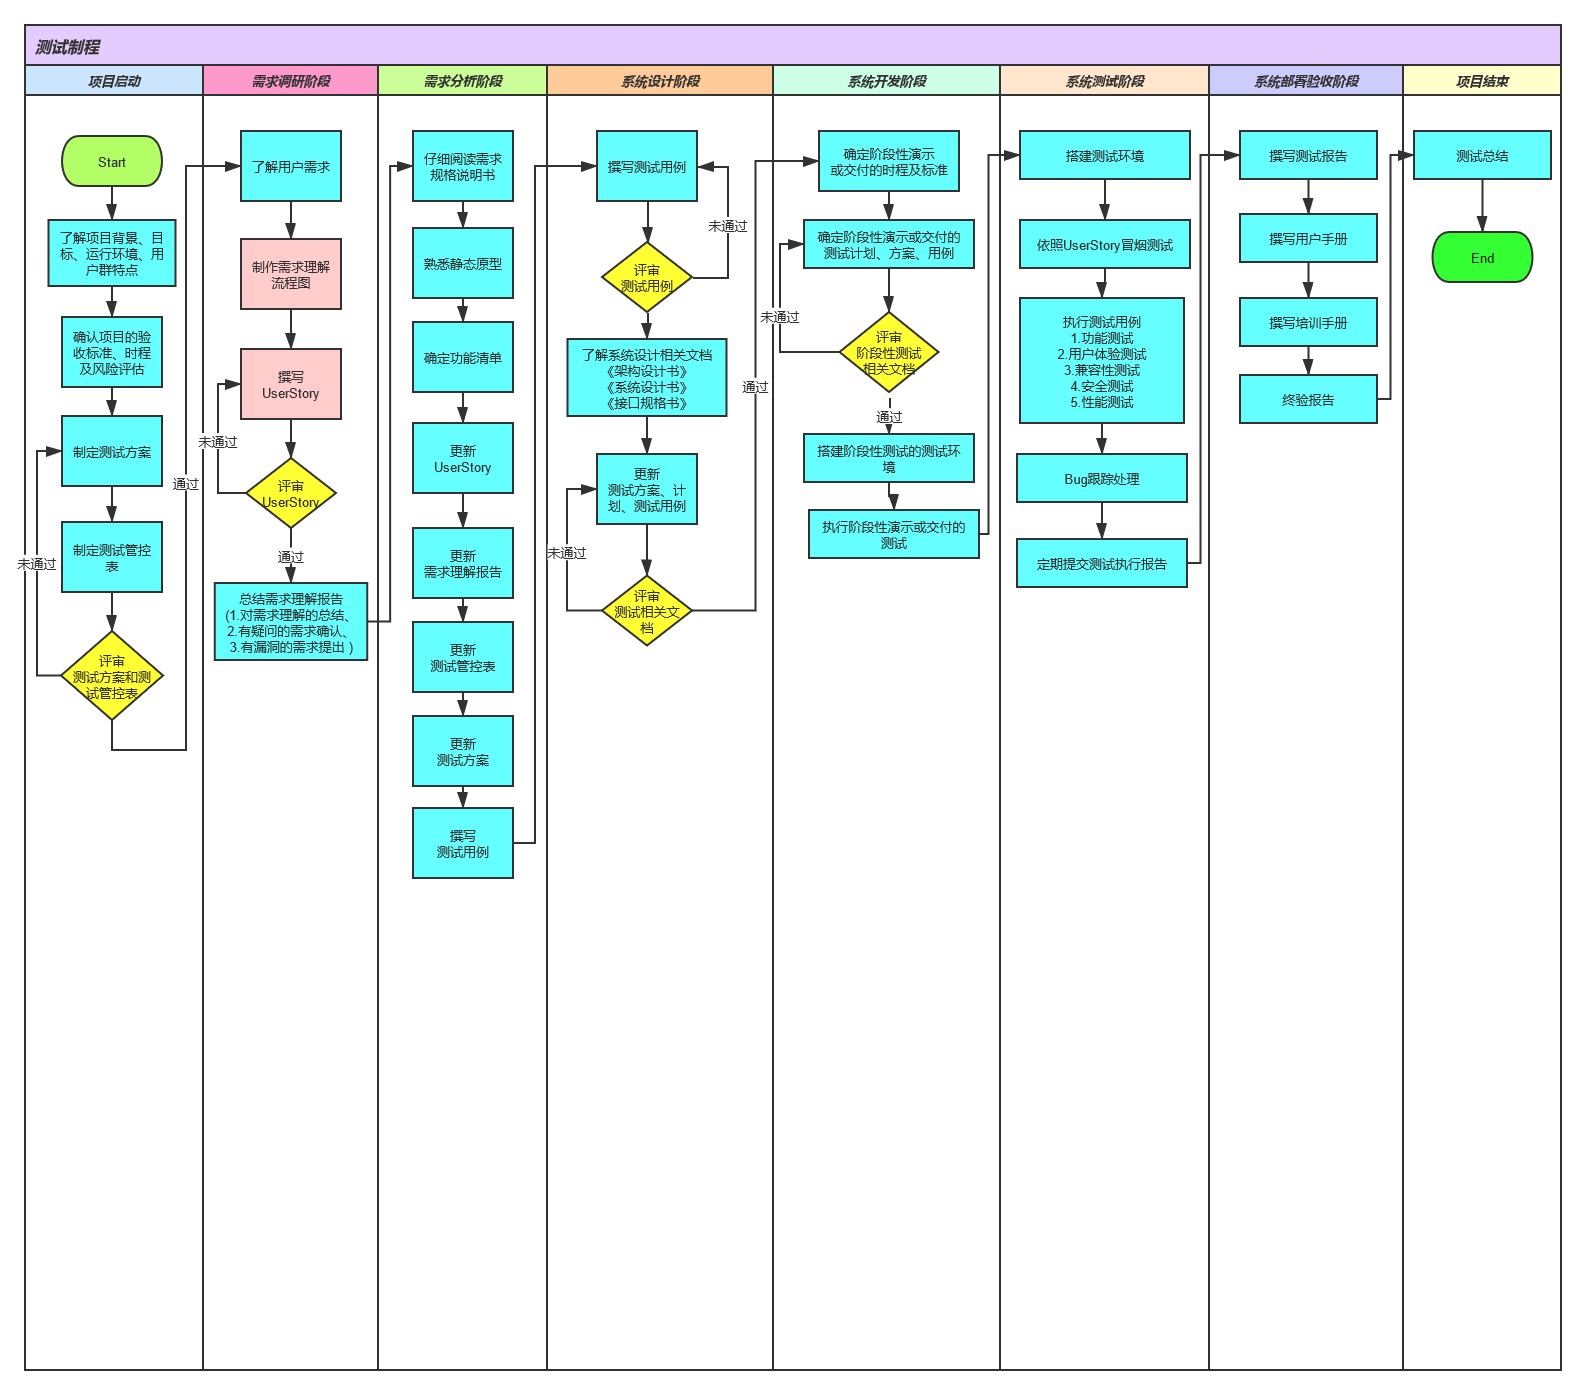 测试制程
项目启动
需求调研阶段
需求分析阶段
系统设计阶段
系统开发阶段
系统测试阶段
系统部署验收阶段
项目结束
Start
了解项目背景、目
标、运行环境、用
户群特点
确认项目的验
收标准、时程
及风险评估
制定测试方案
制定测试管控
表
未通过
评审
测试方案和测
试管控表
通过
了解用户需求
制作需求理解
流程图
撰写
UserStory
未通过
评审
UserStory
通过
总结需求理解报告
(1.对需求理解的总结、
2.有疑问的需求确认、
3.有漏洞的需求提出 )
仔细阅读需求
规格说明书
熟悉静态原型
确定功能清单
更新
UserStory
更新
需求理解报告
更新
测试管控表
更新
测试方案
撰写
测试用例
撰写测试用例
未通过
评审
测试用例
了解系统设计相关文档
《架构设计书》
《系统设计书》
《接口规格书》
更新
测试方案、计
划、测试用例
未通过
评审
测试相关文
档
通过
确定阶段性演示
或交付的时程及标准
确定阶段性演示或交付的
测试计划、方案、用例
未通过
评审
阶段性测试
相关文档
通过
搭建阶段性测试的测试环
境
执行阶段性演示或交付的
测试
搭建测试环境
依照UserStory冒烟测试
执行测试用例
1.功能测试
2.用户体验测试
3.兼容性测试
4.安全测试
5.性能测试
Bug跟踪处理
定期提交测试执行报告
撰写测试报告
撰写用户手册
撰写培训手册
终验报告
测试总结
End